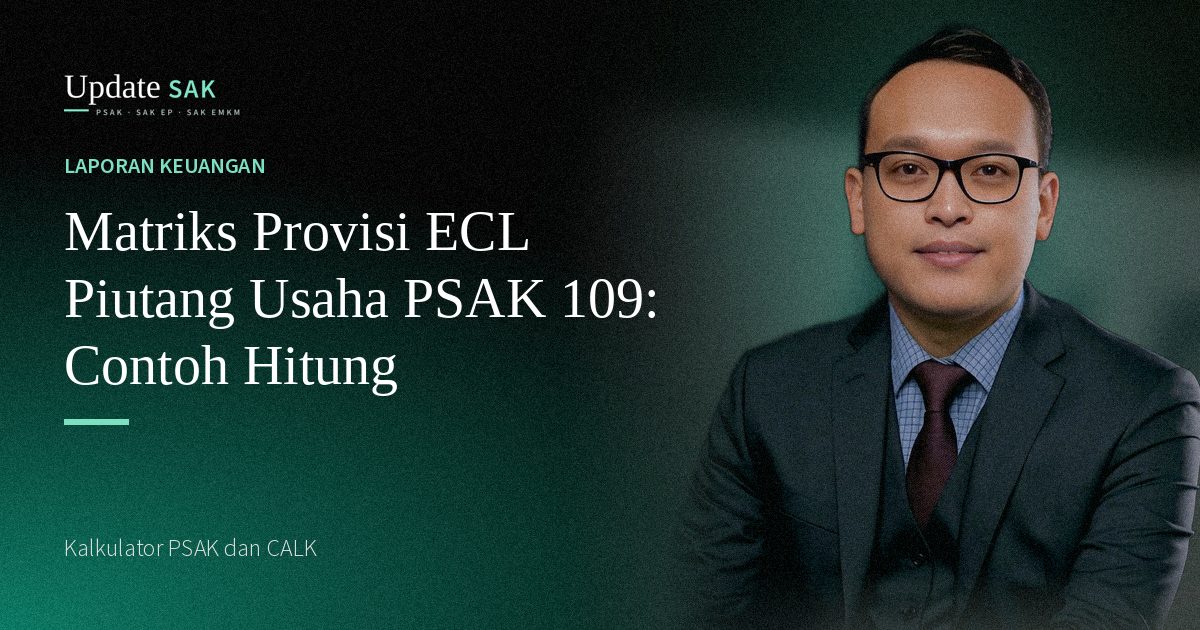 Update SAK
PSAK · SAK EP · SAK EMKM
LAPORAN KEUANGAN
Matriks Provisi ECL
Piutang Usaha PSAK 109:
Contoh Hitung
Kalkulator PSAK dan CALK